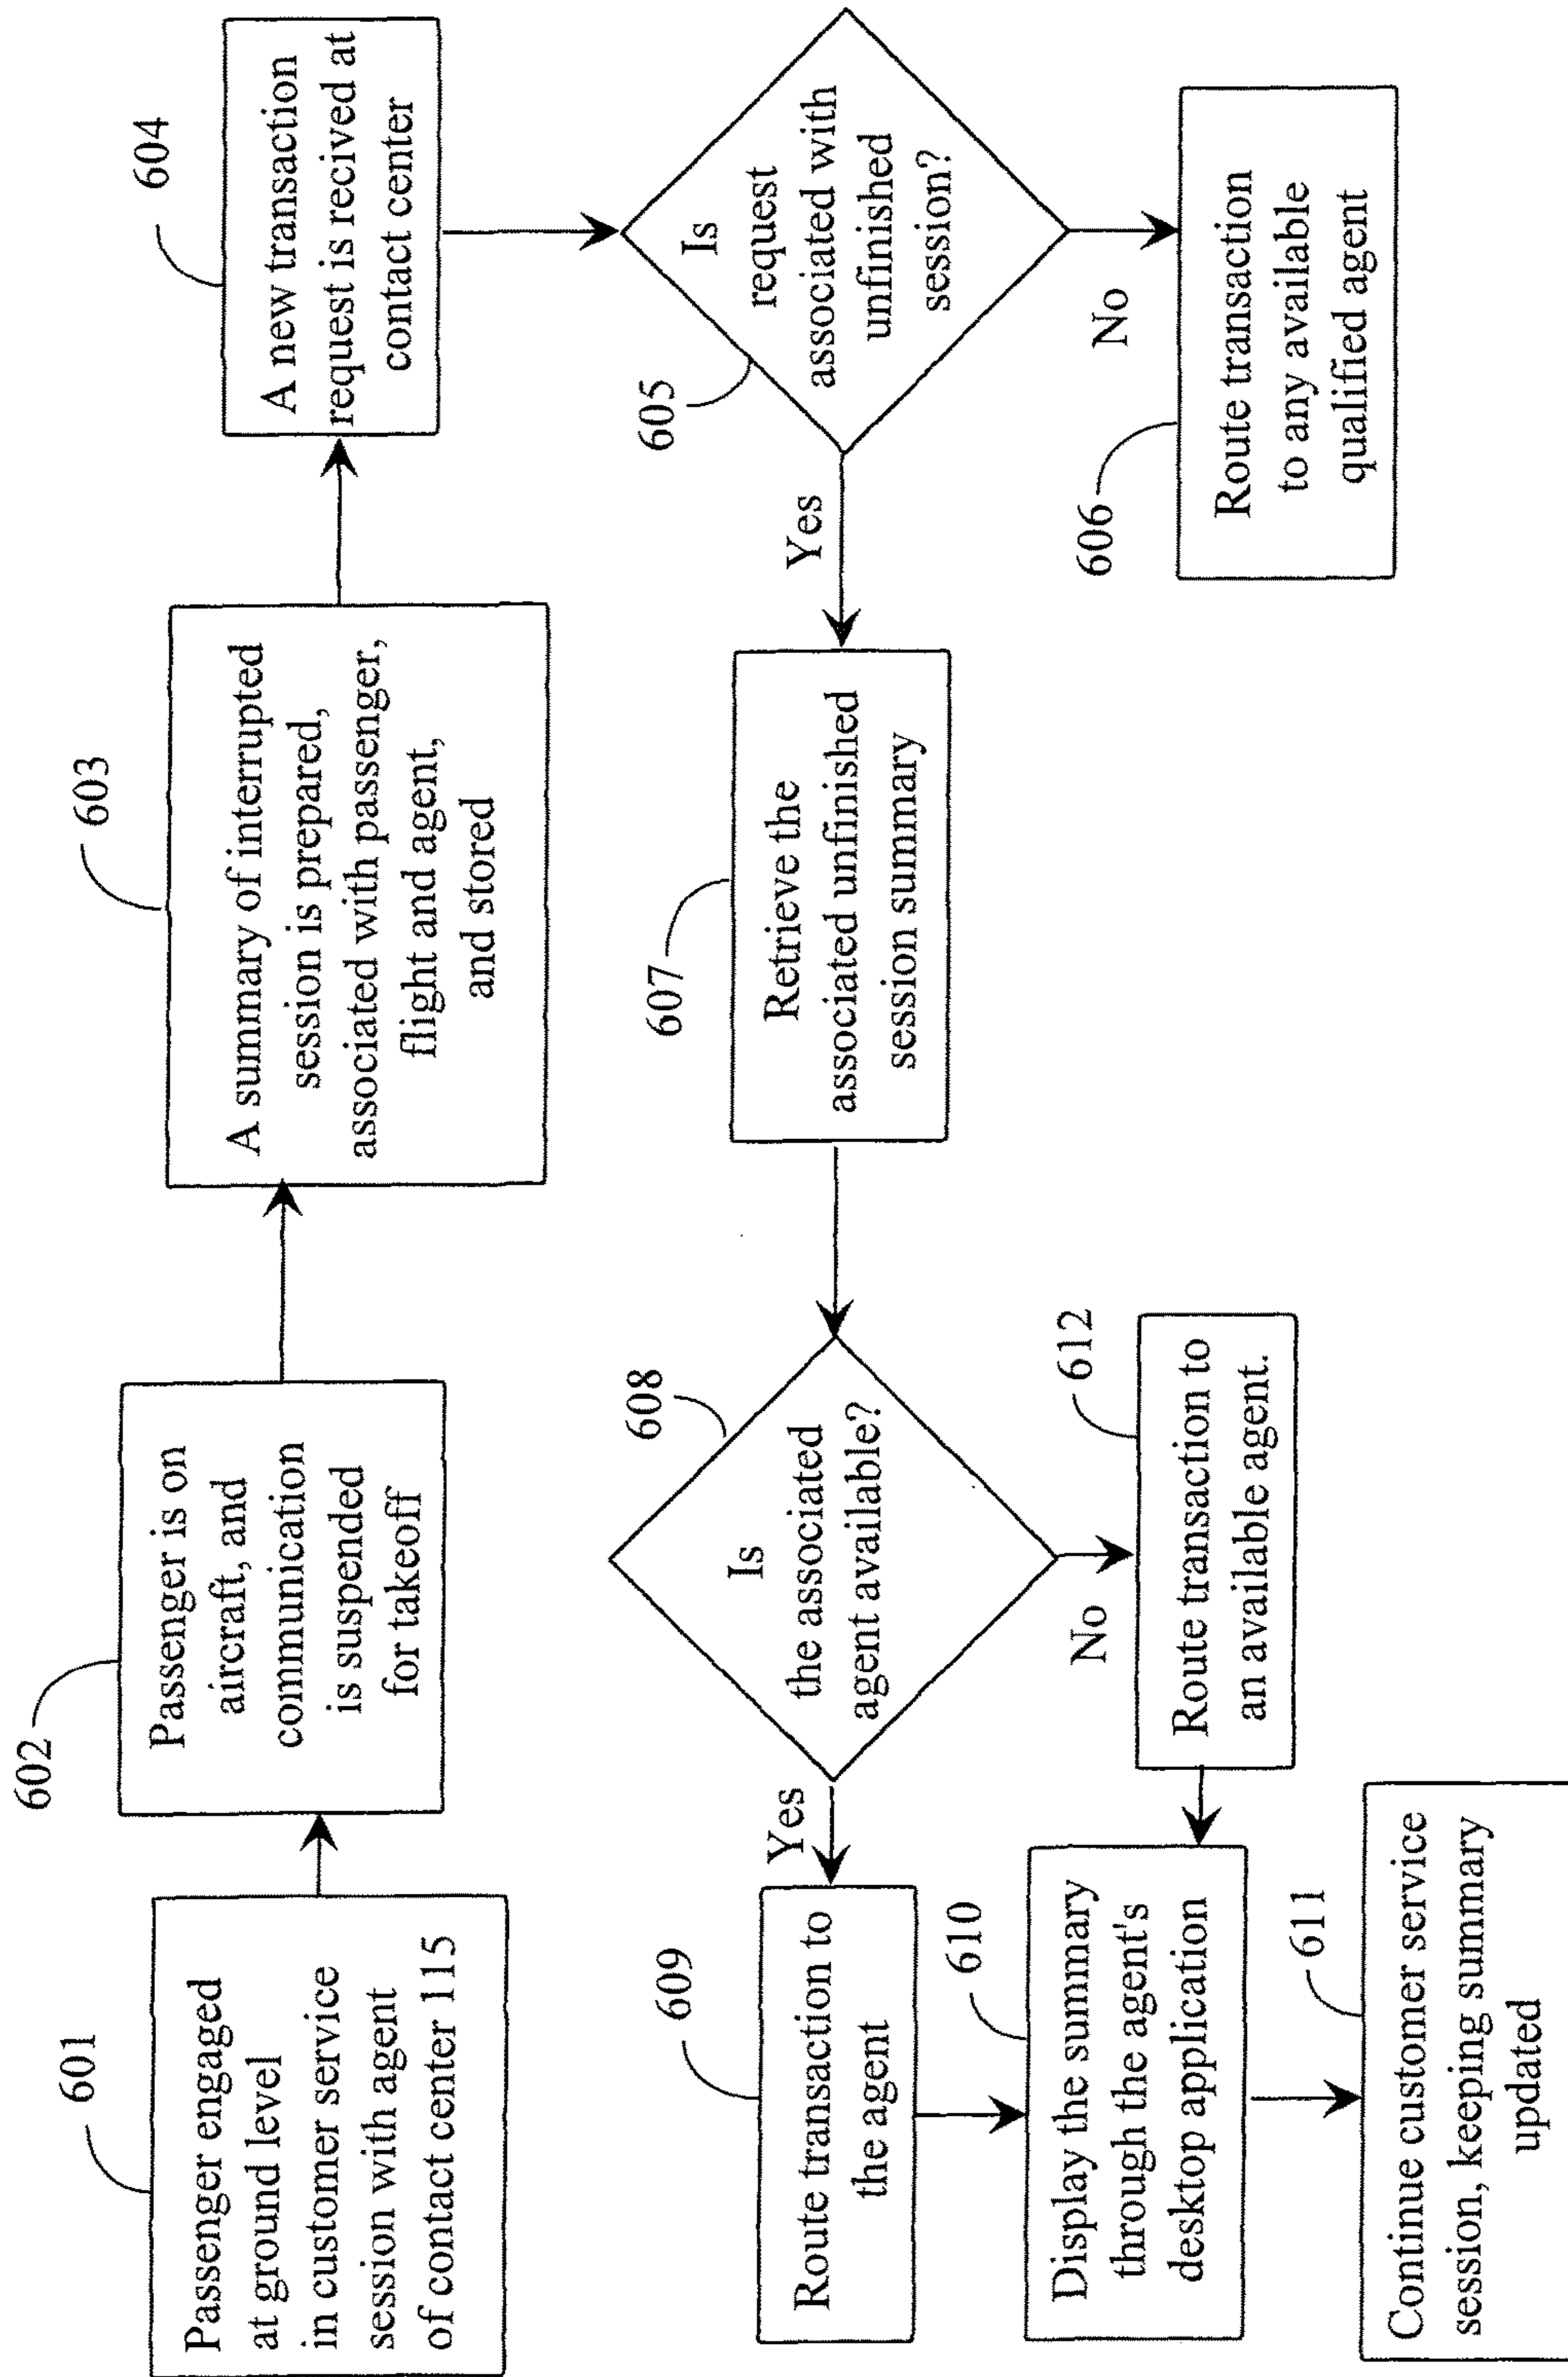 601
Passenger engaged
at ground level
in customer service
session with agent
of contact center 115
602
Passenger is on
aircraft, and
communication
is suspended
for takeoff
603
A summary of interrupted
session is prepared,
associated with passenger,
flight and agent,
and stored
604
A new transaction
request is recived at
contact center
605
Is
request
associated with
unfinished
session?
Yes
No
606
Route transaction
to any available
qualified agent
607
Retrieve the
associated unfinished
session summary
608
Is
the associated
agent available?
Yes
No
609
Route transaction to
the agent
612
Route transaction to
an available agent.
610
Display the summary
through the agent's
desktop application
611
Continue customer service
session, keeping summary
updated